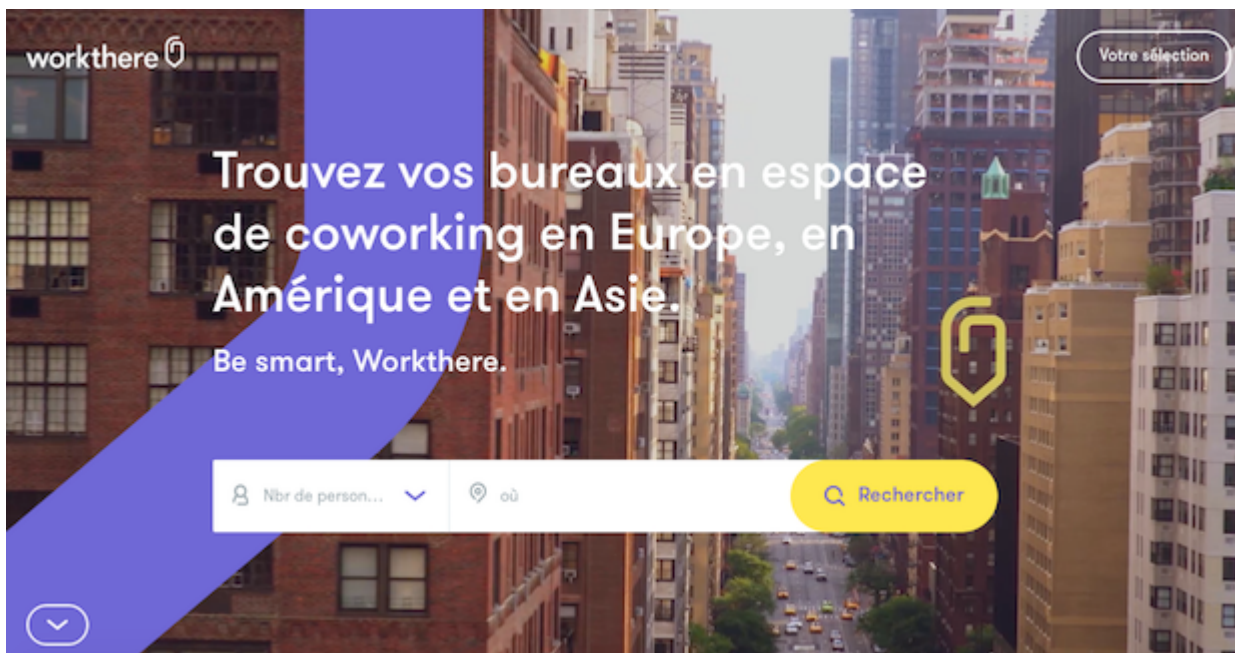 workthere
Votre sélection
Trouvez vos bureaux en espace
de coworking en Europe, en
Amérique et en Asie.
Be smart, Workthere.
Nbr de person...
où
Rechercher